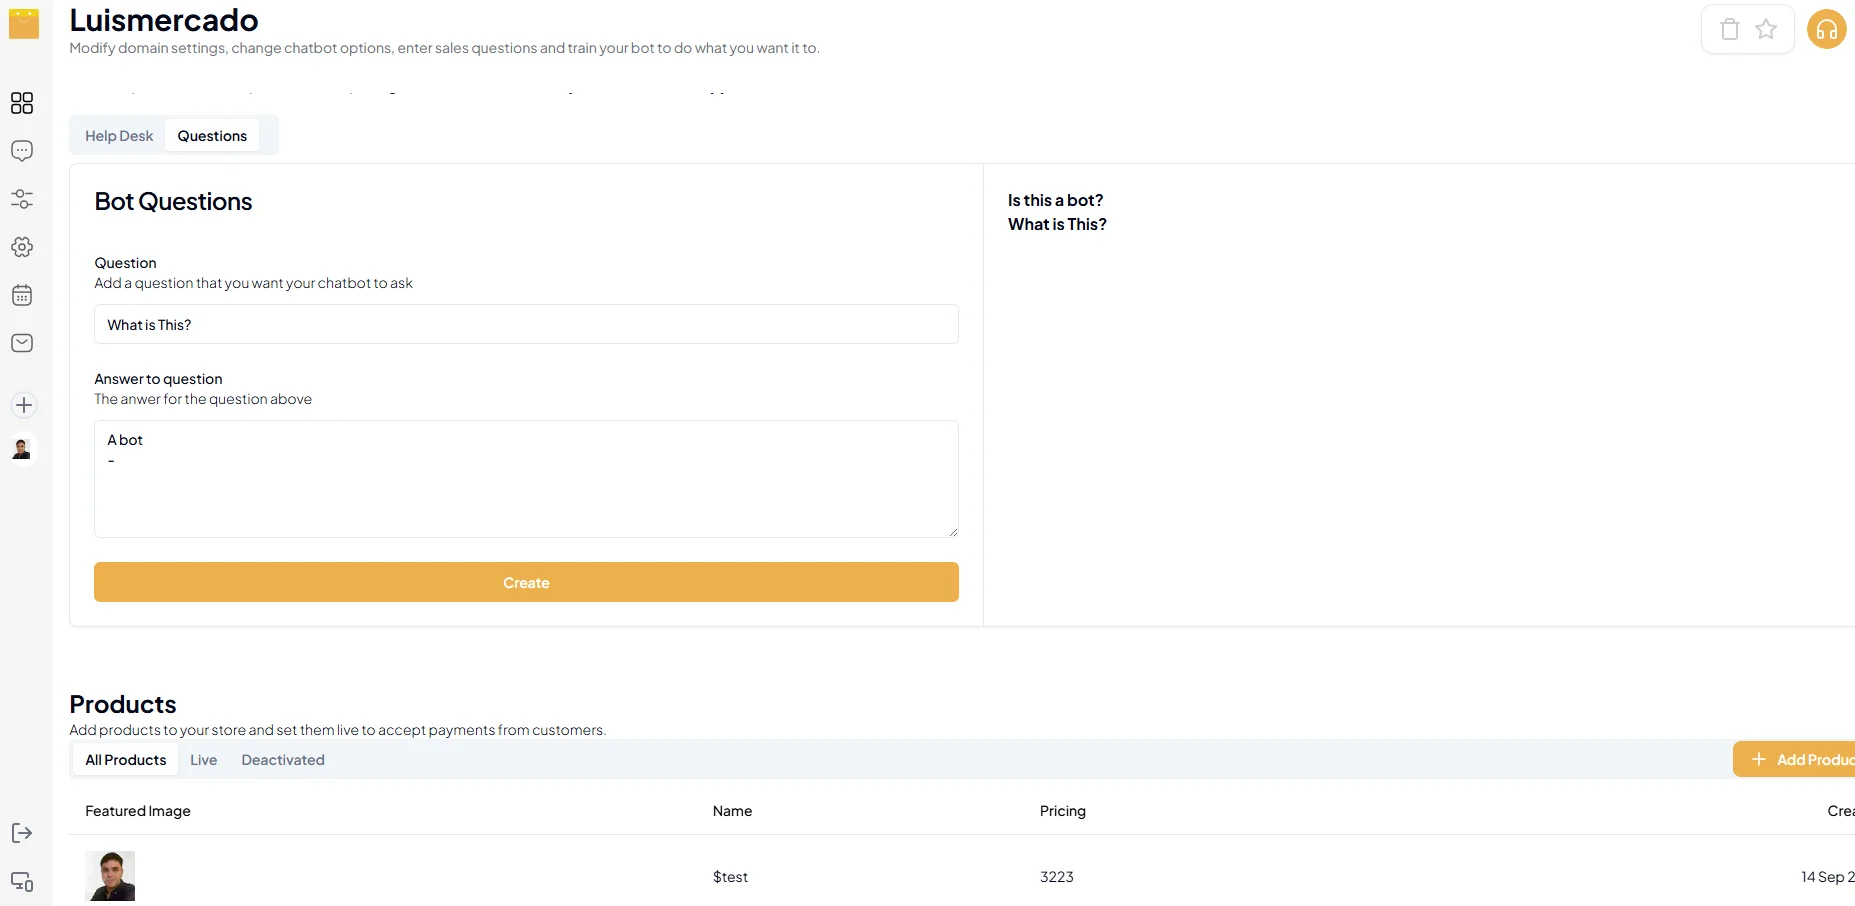 Luismercado
Modify domain settings, change chatbot options, enter sales questions and train your bot to do what you want it to.
Help Desk
Questions
Bot Questions
Question
Add a question that you want your chatbot to ask
What is This?
Answer to question
The anwer for the question above
A bot
-
Create
Is this a bot?
What is This?
Products
Add products to your store and set them live to accept payments from customers.
All Products
Live
Deactivated
Add Produc
Featured Image
Name
Pricing
Crea
$test
3223
14 Sep 2